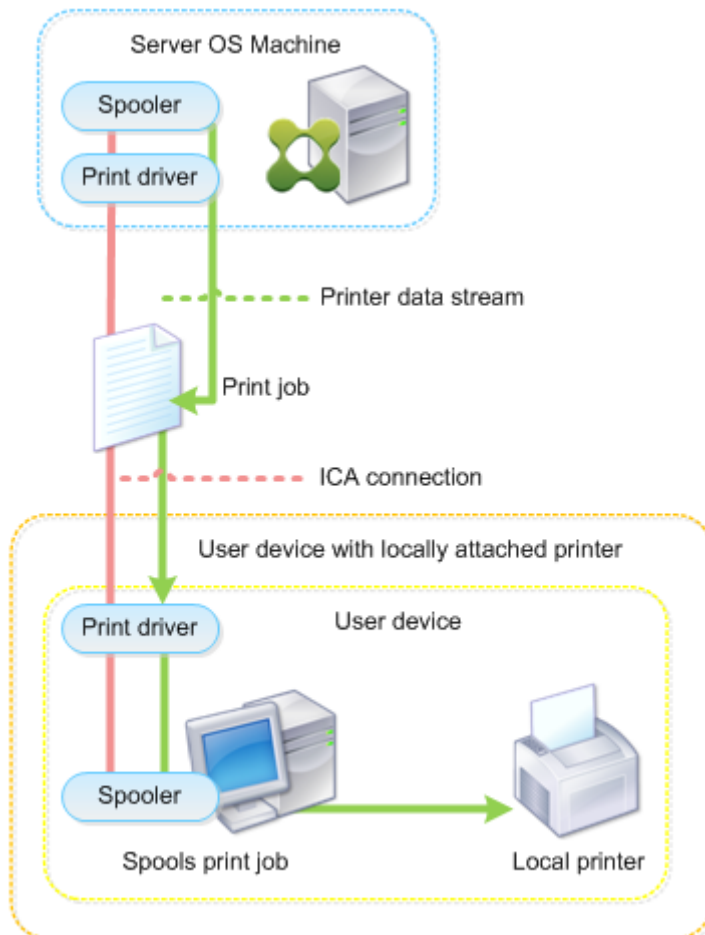 Server OS Machine
Spooler
Print driver
Printer data stream
Print job
ICA connection
User device with locally attached printer
Print driver
User device
Spooler
Spools print job
Local printer